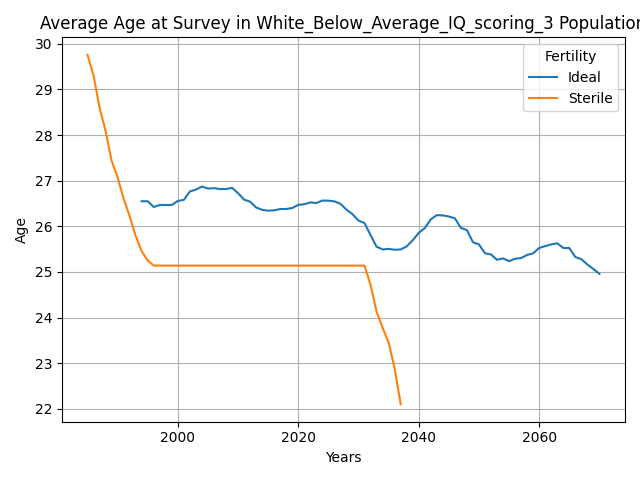 Average Age at Survey in White_Below_Average_IQ_scoring_3 Population
30
29
28
27
26
25
24
23
22
Age
Fertility
Ideal
Sterile
2000 2020 2040 2060
Years